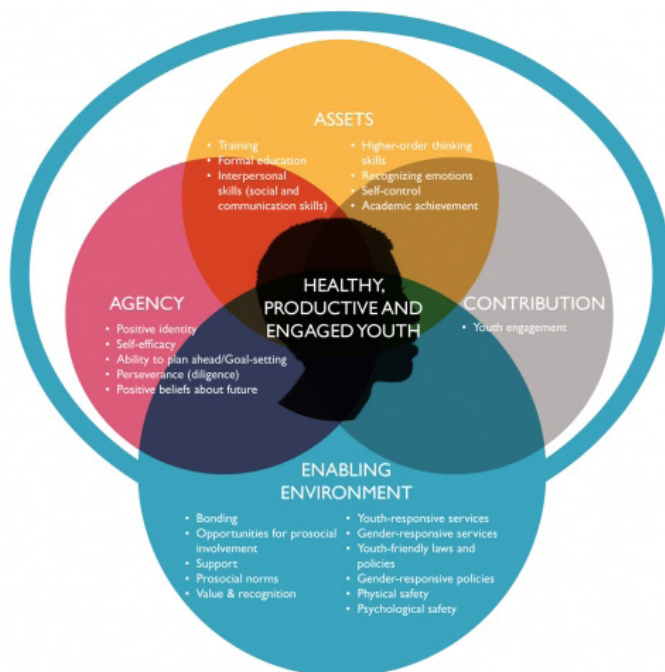 ASSETS
• Training
• Formal education
• Interpersonal
skills (social and
communication skills)
• Higher-order thinking
skills
• Recognizing emotions
• Self-control
• Academic achievement
HEALTHY,
PRODUCTIVE AND
ENGAGED YOUTH
AGENCY
• Positive identity
• Self-efficacy
• Ability to plan ahead/Goal-setting
• Perseverance (diligence)
• Positive beliefs about future
CONTRIBUTION
• Youth engagement
ENABLING
ENVIRONMENT
• Bonding
• Opportunities for prosocial
involvement
• Support
• Prosocial norms
• Value & recognition
• Youth-responsive services
• Gender-responsive services
• Youth-friendly laws and
policies
• Gender-responsive policies
• Physical safety
• Psychological safety